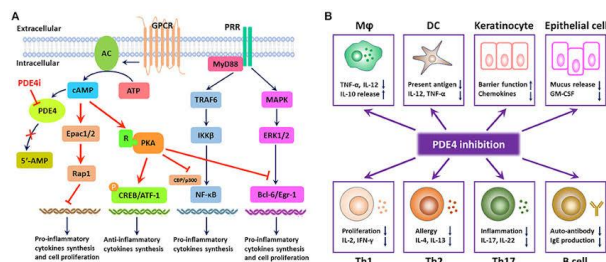 A
Extracellular
Intracellular
GPCR
PRR
AC
MyD88
PDE4i
PDE4
cAMP
ATP
TRAF6
MAPK
5'-AMP
Epac1/2
R
PKA
IKKβ
ERK1/2
Rap1
CBP/p300
P
CREB/ATF-1
NF-κB
Bcl-6/Egr-1
Pro-inflammatory
cytokines synthesis
and cell proliferation
Anti-inflammatory
cytokines synthesis
Pro-inflammatory
cytokines synthesis
Pro-inflammatory
cytokines synthesis
and cell proliferation
B
Mφ
DC
Keratinocyte
Epithelial cell
TNF-α, IL-12 ↓
IL-10 release ↑
Present antigen ↓
IL-12, TNF-α ↓
Barrier function ↑
Chemokines ↓
Mucus release ↓
GM-CSF ↓
PDE4 inhibition
Proliferation ↓
IL-2, IFN-γ ↓
Allergy ↓
IL-4, IL-13 ↓
Inflammation ↓
IL-17, IL-22 ↓
Auto-antibody ↓
IgE production ↓
Th1
Th2
Th17
B cell